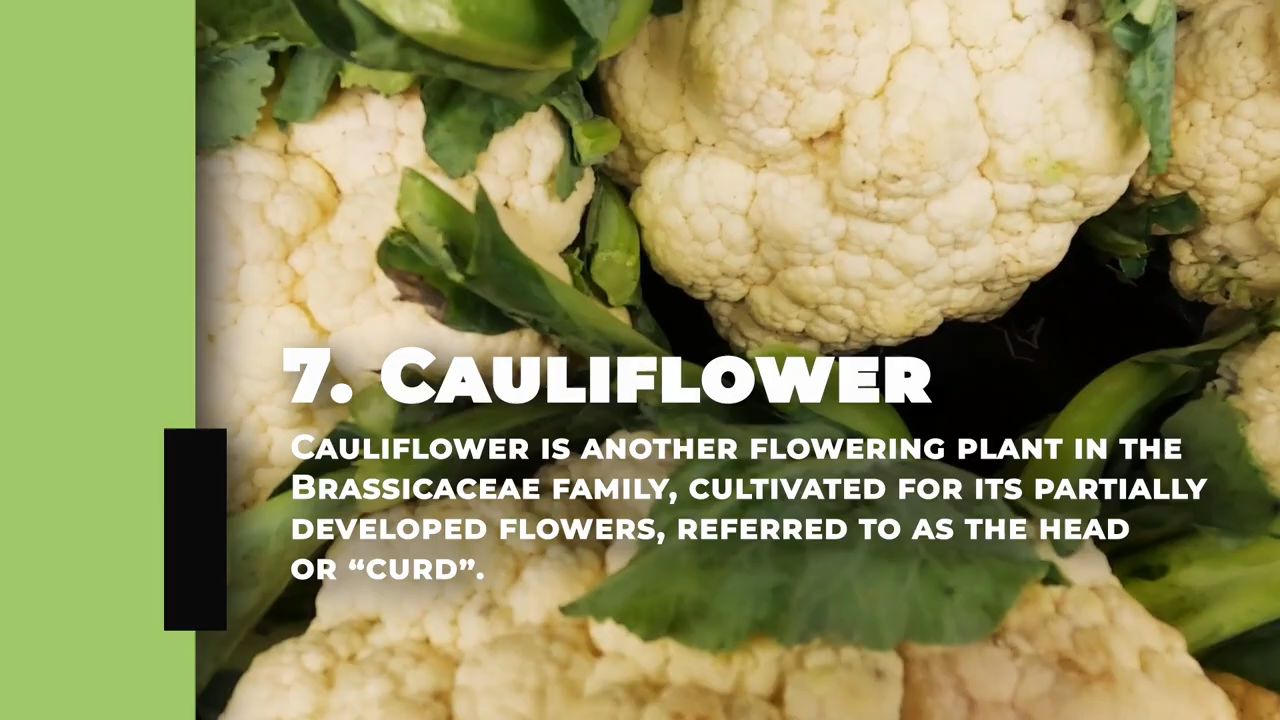 7. Cauliflower
Cauliflower is another flowering plant in the
Brassicaceae family, cultivated for its partially
developed flowers, referred to as the head
or “curd”.